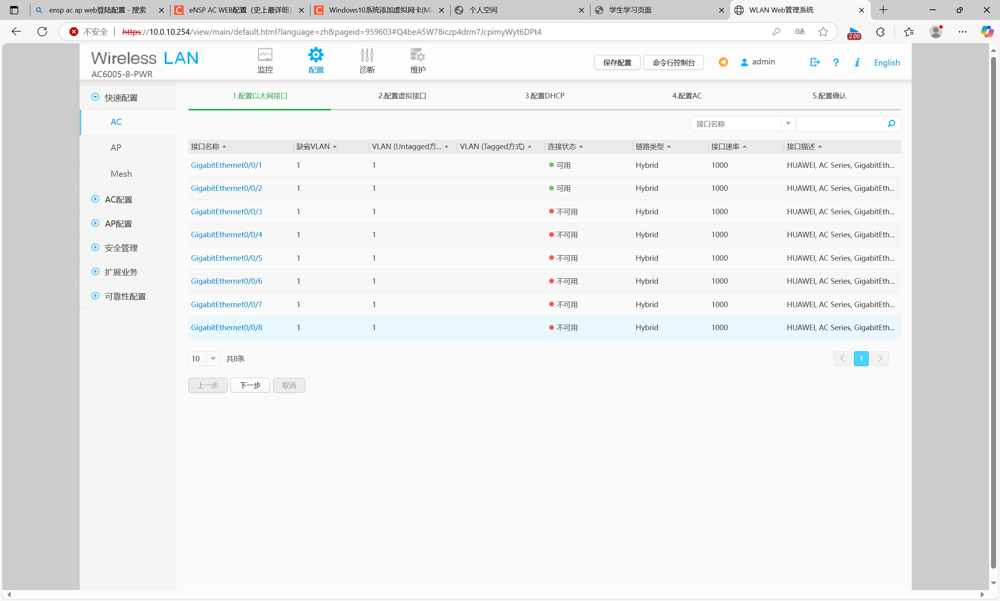 ensp ac ap web登陆配置 - 搜索
eNSP AC WEB配置（史上最详细）
Windows10系统添加虚拟网卡(Mic
个人空间
学生学习页面
WLAN Web管理系统
不安全 https://10.0.10.254/view/main/default.html?language=zh&pageid=959603#Q4beA5W78iczp4drm7JcpimyWyt6DPt4
aあ
2.00
Wireless LAN
AC6005-8-PWR
监控
配置
诊断
维护
保存配置
命令行控制台
admin
?
i
English
快速配置
AC
AP
Mesh
AC配置
AP配置
安全管理
扩展业务
可靠性配置
1.配置以太网接口 2.配置虚拟接口 3.配置DHCP 4.配置AC 5.配置确认
接口名称
接口名称 缺省VLAN VLAN (Untagged方... VLAN (Tagged方式) 连接状态 链路类型 接口速率 接口描述
GigabitEthernet0/0/1 1 1 可用 Hybrid 1000 HUAWEI, AC Series, GigabitEth...
GigabitEthernet0/0/2 1 1 可用 Hybrid 1000 HUAWEI, AC Series, GigabitEth...
GigabitEthernet0/0/3 1 1 不可用 Hybrid 1000 HUAWEI, AC Series, GigabitEth...
GigabitEthernet0/0/4 1 1 不可用 Hybrid 1000 HUAWEI, AC Series, GigabitEth...
GigabitEthernet0/0/5 1 1 不可用 Hybrid 1000 HUAWEI, AC Series, GigabitEth...
GigabitEthernet0/0/6 1 1 不可用 Hybrid 1000 HUAWEI, AC Series, GigabitEth...
GigabitEthernet0/0/7 1 1 不可用 Hybrid 1000 HUAWEI, AC Series, GigabitEth...
GigabitEthernet0/0/8 1 1 不可用 Hybrid 1000 HUAWEI, AC Series, GigabitEth...
10 共8条 1
上一步 下一步 取消